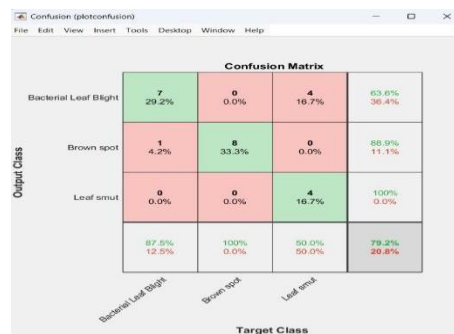 Confusion (plotconfusion)
File Edit View Insert Tools Desktop Window Help
Confusion Matrix
Output Class
Bacterial Leaf Blight 7 0 4 63.6%
29.2% 0.0% 16.7% 36.4%
Brown spot 1 8 0 88.9%
4.2% 33.3% 0.0% 11.1%
Leaf smut 0 0 4 100%
0.0% 0.0% 16.7% 0.0%
87.5% 100% 50.0% 79.2%
12.5% 0.0% 50.0% 20.8%
Bacterial Leaf Blight Brown spot Leaf smut
Target Class